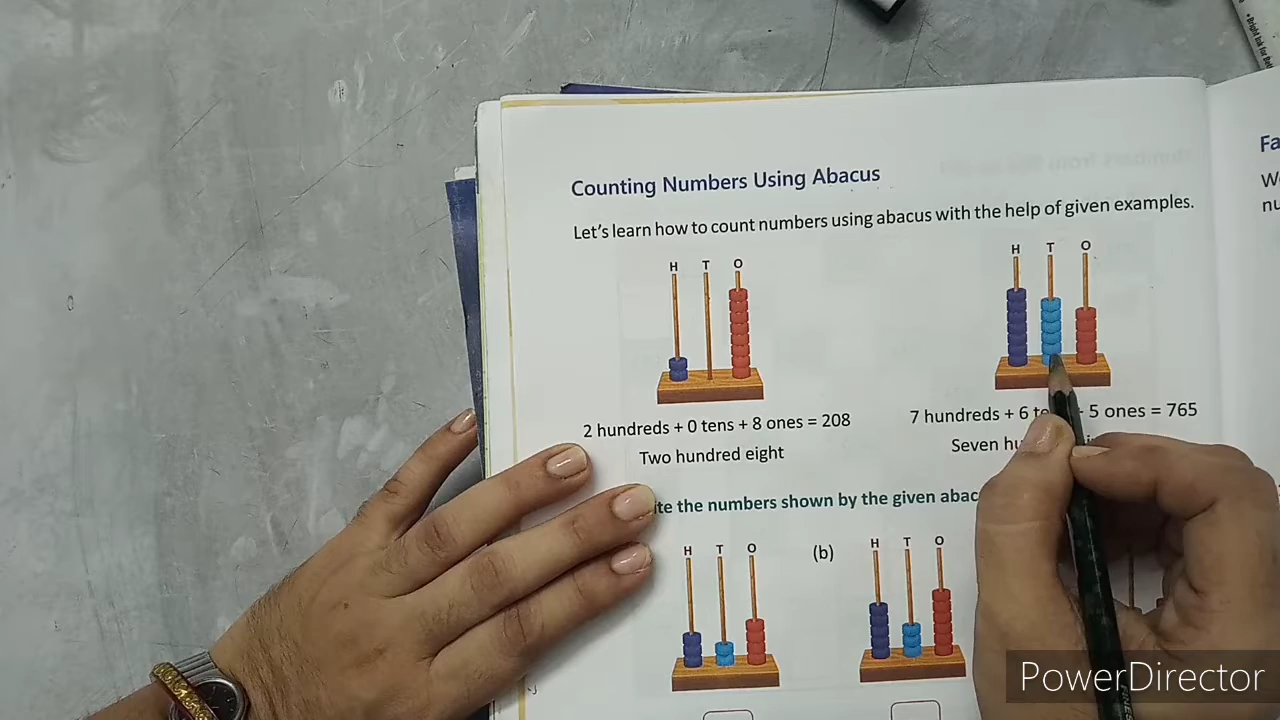 Counting Numbers Using Abacus
Let's learn how to count numbers using abacus with the help of given examples.
H T O
H T O
2 hundreds + 0 tens + 8 ones = 208
7 hundreds + 6 5 ones = 765
Two hundred eight
Seven
the numbers shown by the given
H T O
(b)
H T O
PowerDirector